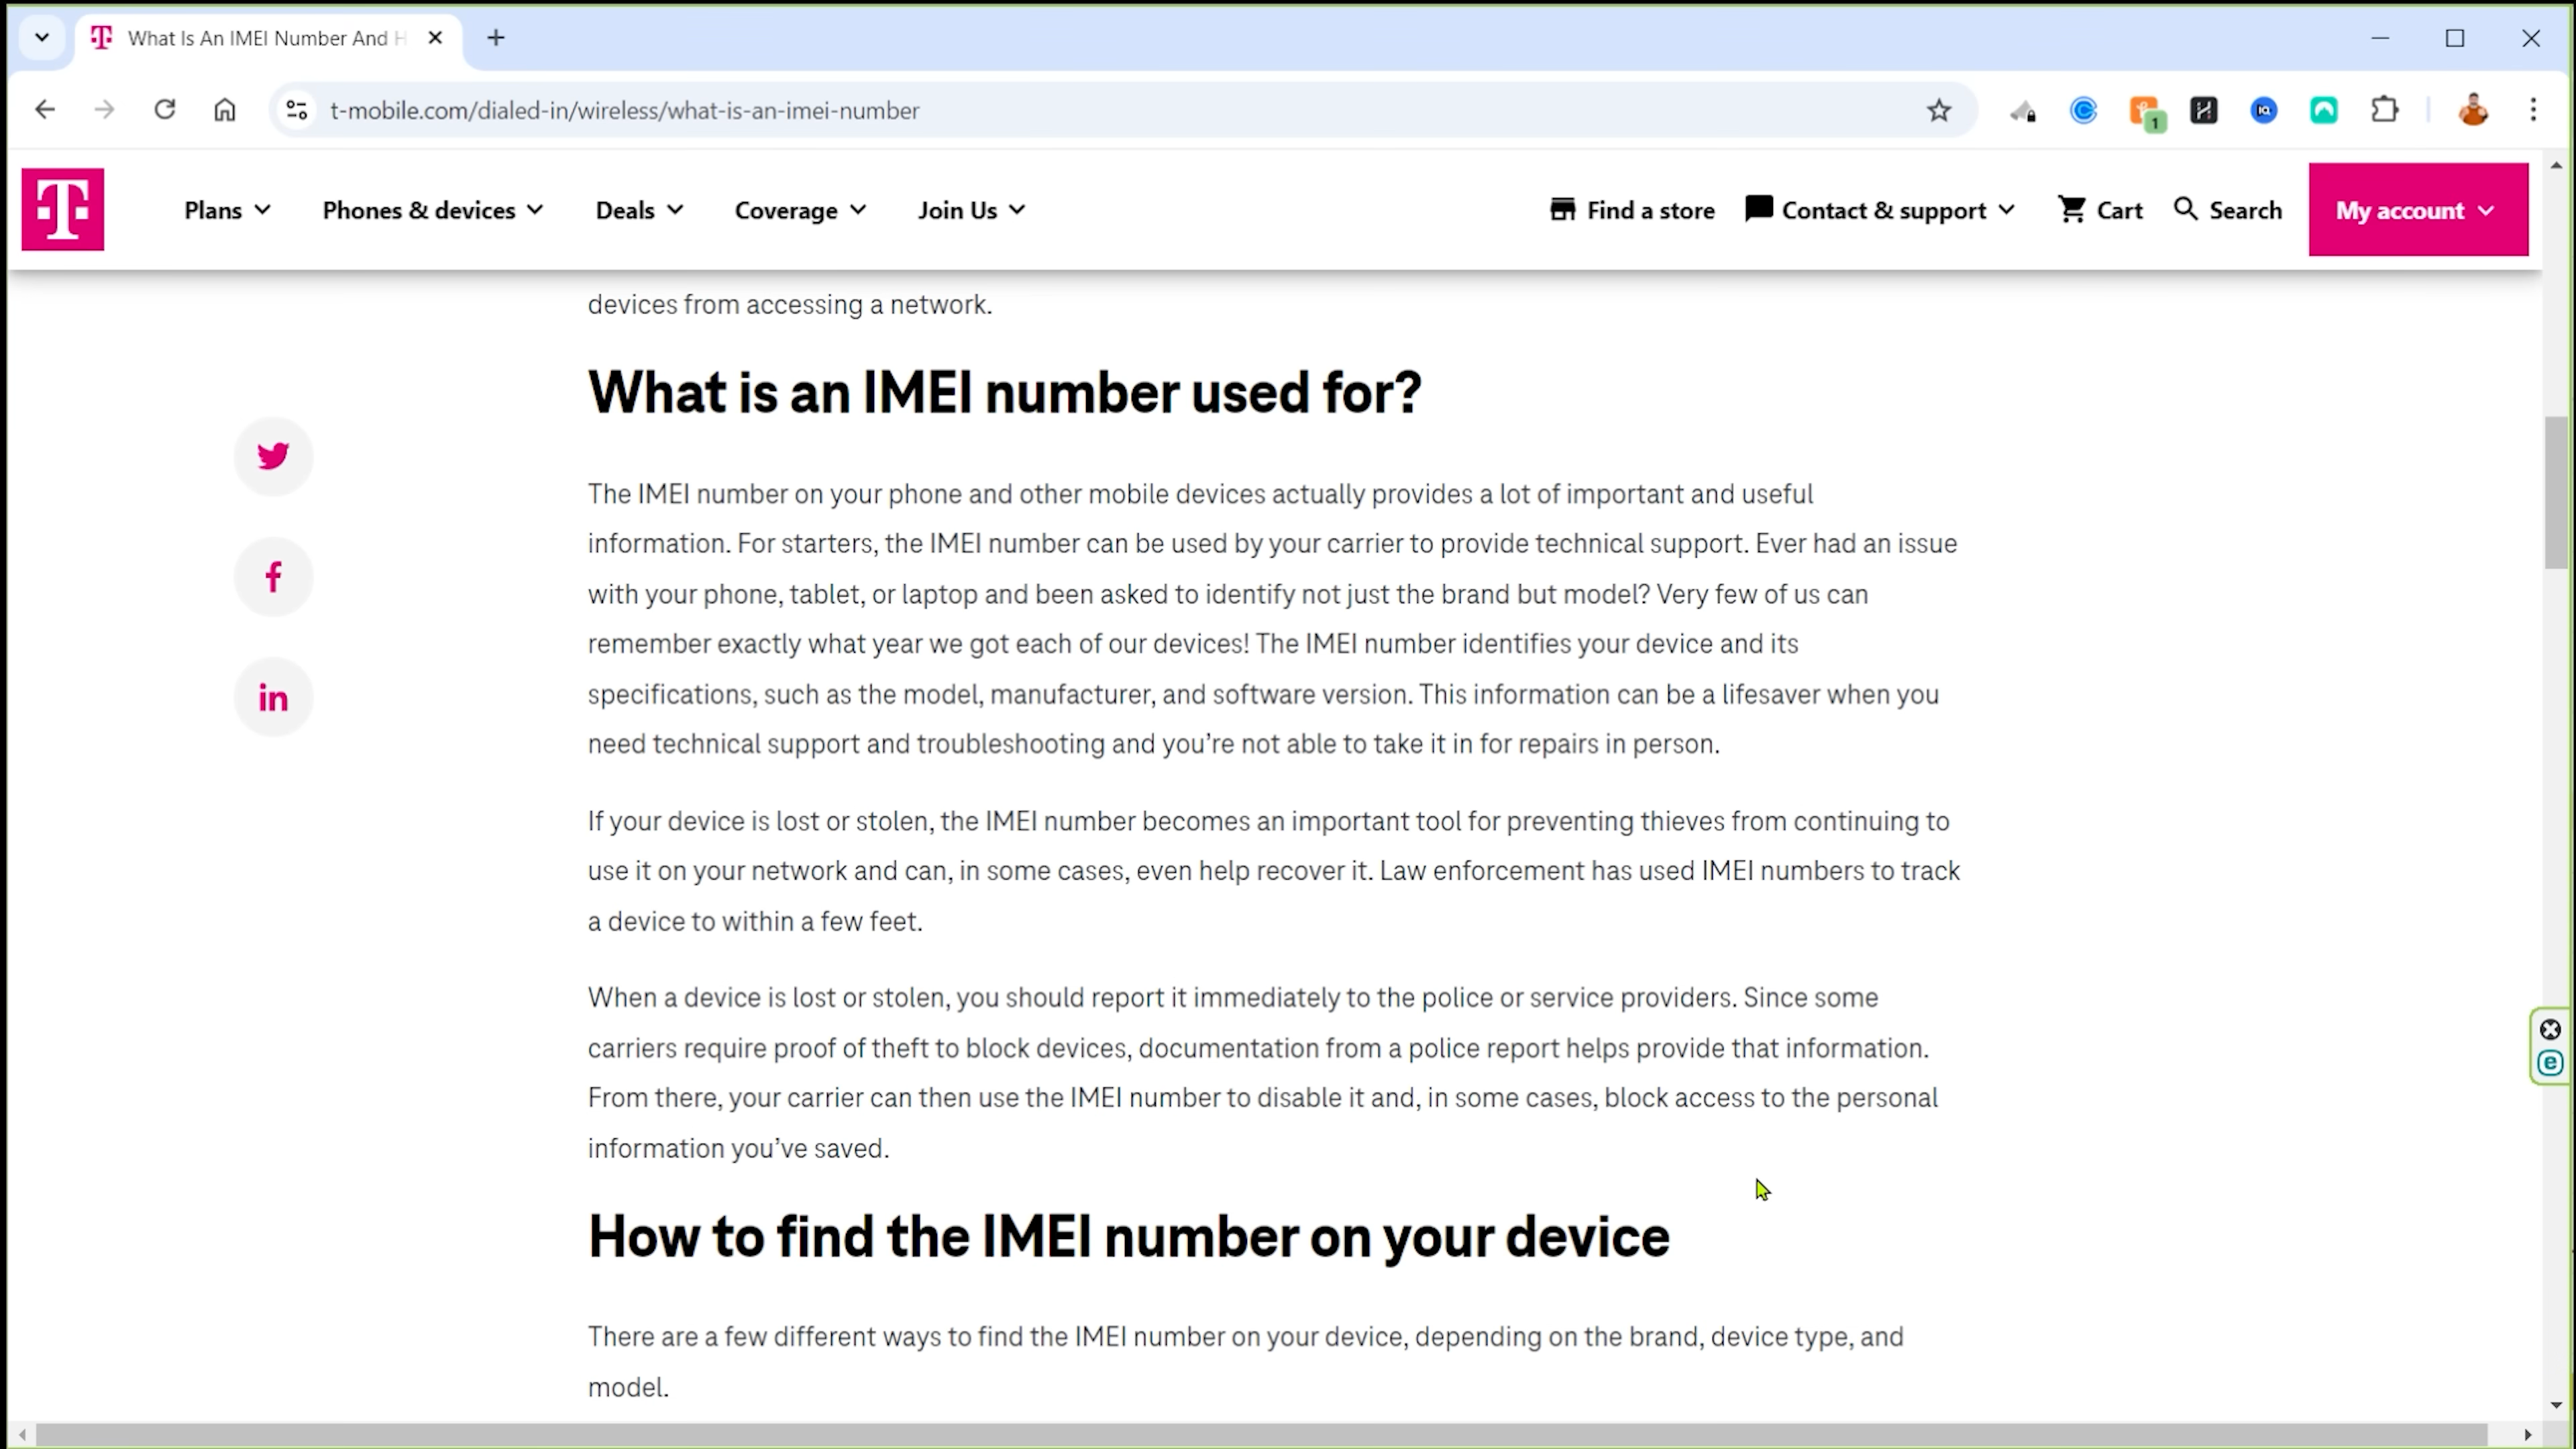 What Is An IMEI Number And H
t-mobile.com/dialed-in/wireless/what-is-an-imei-number
1
T
Plans
Phones & devices
Deals
Coverage
Join Us
Find a store
Contact & support
Cart
Search
My account
devices from accessing a network.
What is an IMEI number used for?
The IMEI number on your phone and other mobile devices actually provides a lot of important and useful
information. For starters, the IMEI number can be used by your carrier to provide technical support. Ever had an issue
with your phone, tablet, or laptop and been asked to identify not just the brand but model? Very few of us can
remember exactly what year we got each of our devices! The IMEI number identifies your device and its
specifications, such as the model, manufacturer, and software version. This information can be a lifesaver when you
need technical support and troubleshooting and you’re not able to take it in for repairs in person.
If your device is lost or stolen, the IMEI number becomes an important tool for preventing thieves from continuing to
use it on your network and can, in some cases, even help recover it. Law enforcement has used IMEI numbers to track
a device to within a few feet.
When a device is lost or stolen, you should report it immediately to the police or service providers. Since some
carriers require proof of theft to block devices, documentation from a police report helps provide that information.
From there, your carrier can then use the IMEI number to disable it and, in some cases, block access to the personal
information you’ve saved.
How to find the IMEI number on your device
There are a few different ways to find the IMEI number on your device, depending on the brand, device type, and
model.